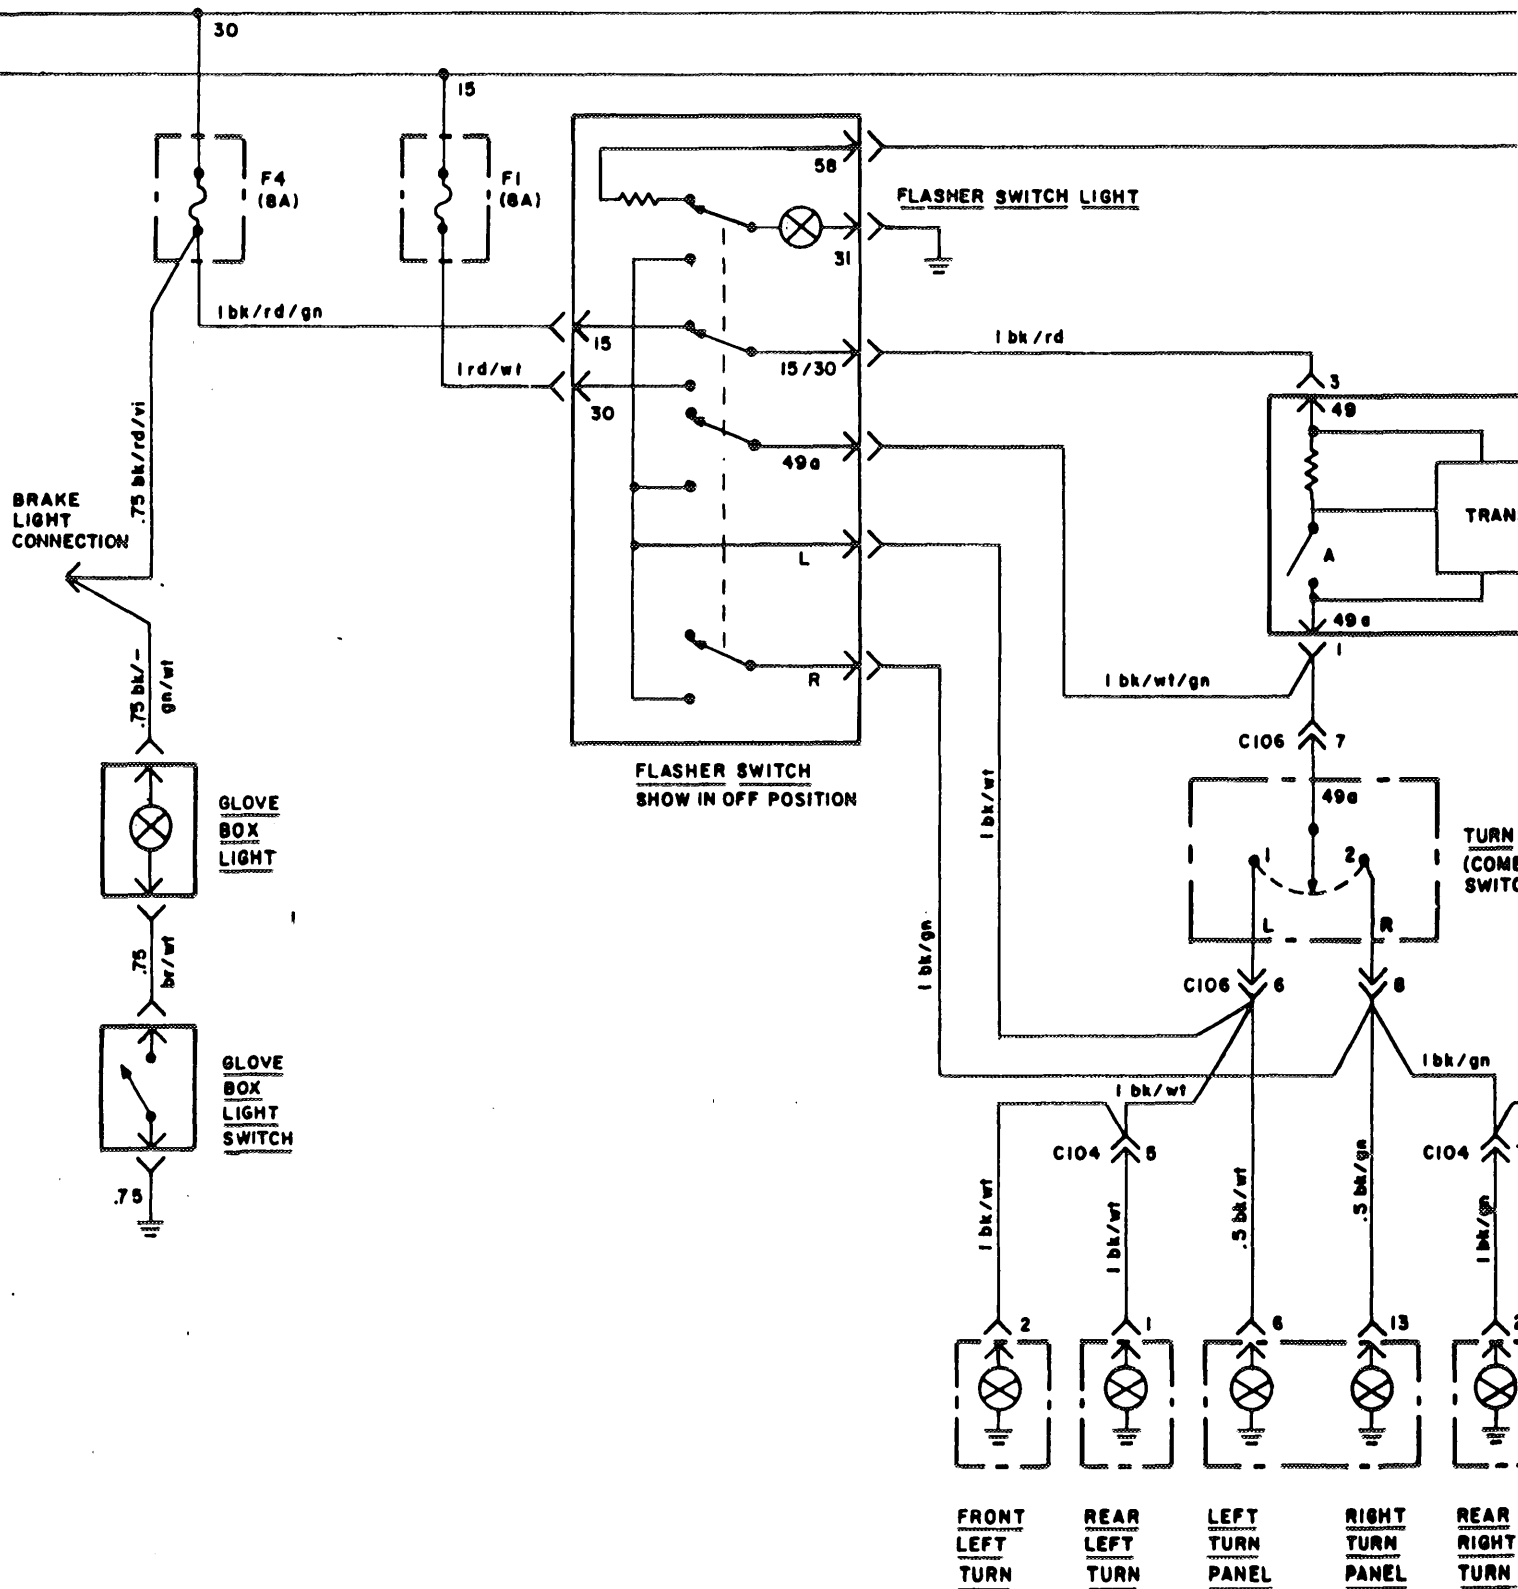 30
15
F4
(8A)
F1
(8A)
58
FLASHER SWITCH LIGHT
31
1 bk/rd/gn
15
1 rd/wt
30
15/30
1 bk/rd
3
49
49a
.75 bk/rd/vi
BRAKE
LIGHT
CONNECTION
TRAN
A
L
49a
1
R
1 bk/wt/gn
.75 bk/-
gn/wt
C106
7
FLASHER SWITCH
SHOW IN OFF POSITION
49a
GLOVE
BOX
LIGHT
1 bk/wt
1
2
TURN
(COMB
SWITC
L
R
.75
br/wt
1 bk/gn
C106
6
8
GLOVE
BOX
LIGHT
SWITCH
1 bk/gn
1 bk/wt
C104
5
C104
.75
1 bk/wt
1 bk/wt
.5 bk/wt
.5 bk/gn
1 bk/gn
2
1
6
13
2
FRONT
LEFT
TURN
REAR
LEFT
TURN
LEFT
TURN
PANEL
RIGHT
TURN
PANEL
REAR
RIGHT
TURN